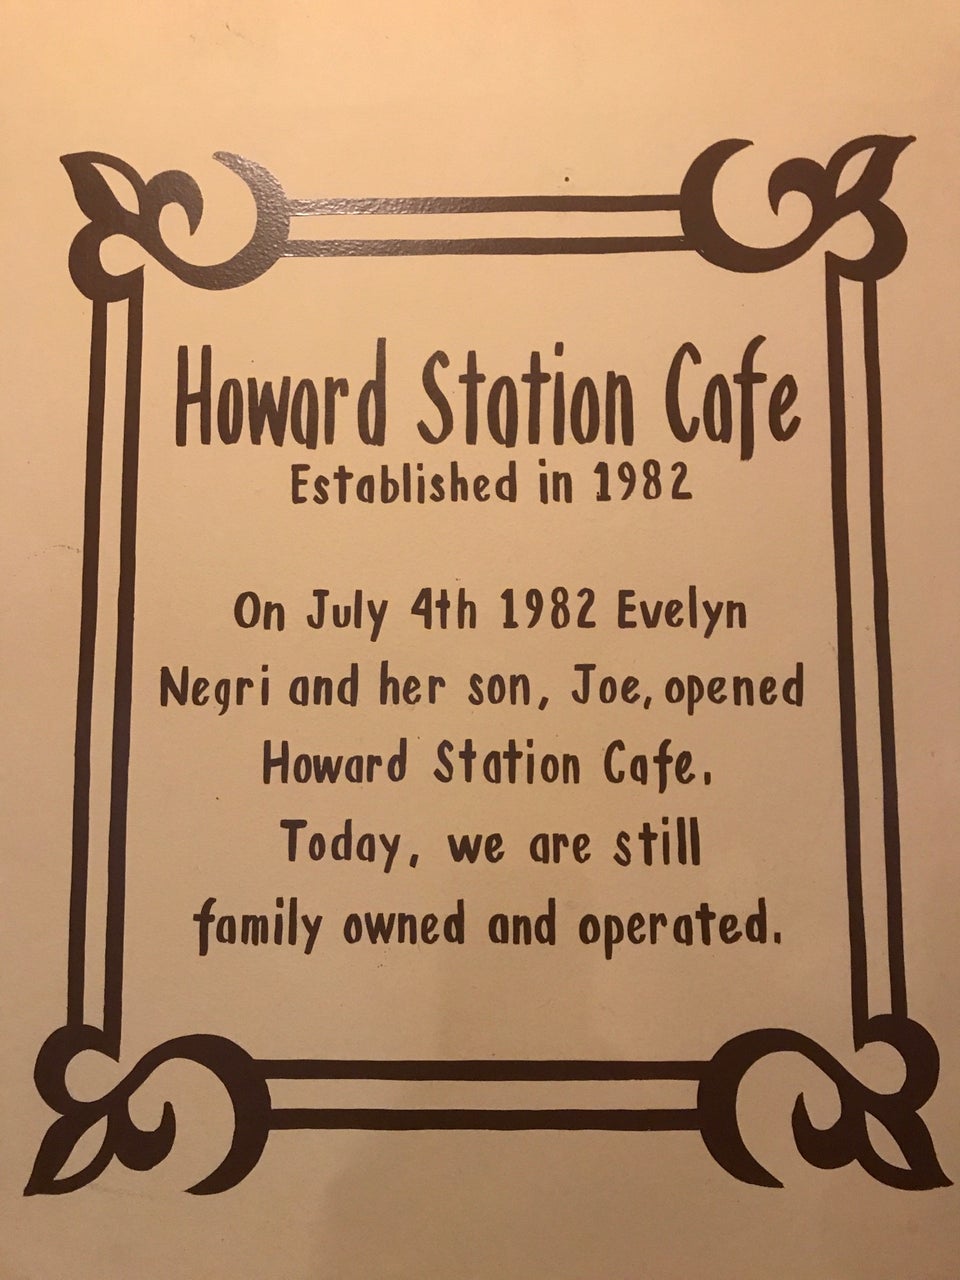 Howard Station Cafe
Established in 1982
On July 4th 1982 Evelyn
Negri and her son, Joe, opened
Howard Station Cafe.
Today, we are still
family owned and operated.